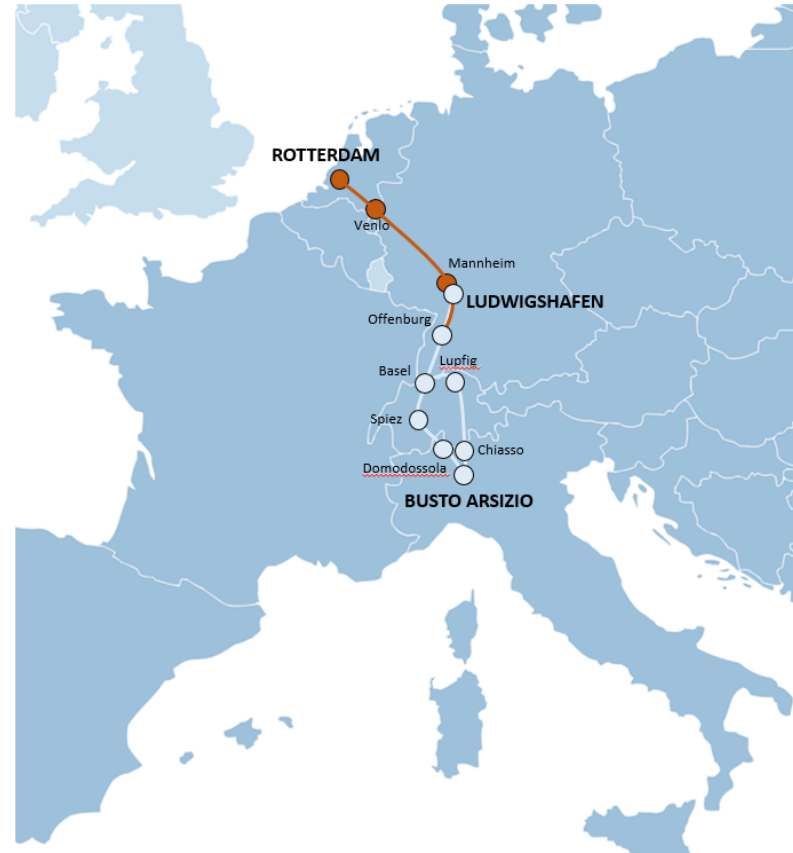 ROTTERDAM
Venlo
Mannheim
LUDWIGSHAFEN
Offenburg
Lupfig
Basel
Spiez
Chiasso
Domodossola
BUSTO ARSIZIO